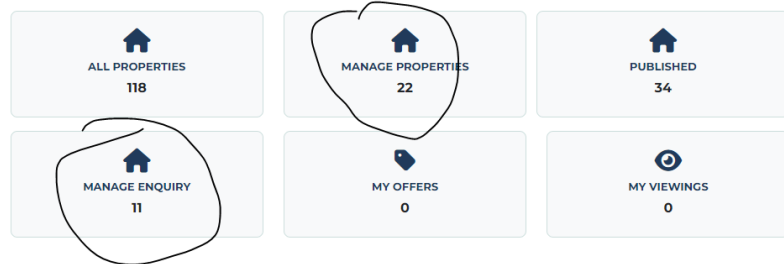 ALL PROPERTIES
118
MANAGE PROPERTIES
22
PUBLISHED
34
MANAGE ENQUIRY
11
MY OFFERS
0
MY VIEWINGS
0